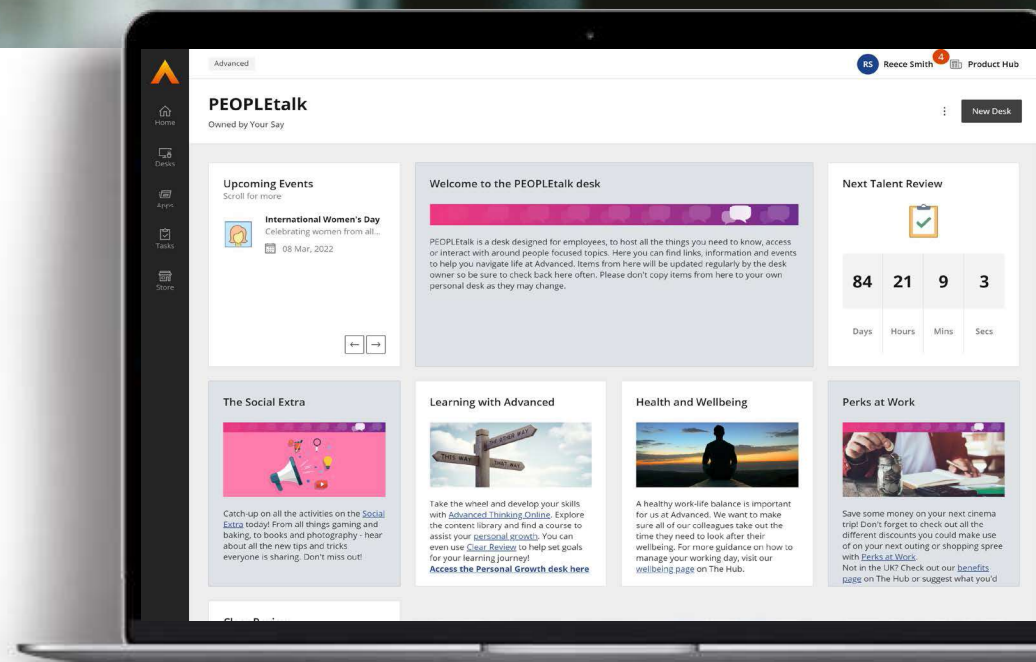 Advanced
RS Reece Smith 4 Product Hub
PEOPLEtalk
Owned by Your Say
New Desk
Home
Desks
Apps
Tasks
Store
Upcoming Events
Scroll for more
International Women's Day
Celebrating women from all...
08 Mar, 2022
← →
Welcome to the PEOPLEtalk desk
PEOPLEtalk is a desk designed for employees, to host all the things you need to know, access
or interact with around people focused topics. Here you can find links, information and events
to help you navigate life at Advanced. Items from here will be updated regularly by the desk
owner so be sure to check back here often. Please don't copy items from here to your own
personal desk as they may change.
Next Talent Review
84 21 9 3
Days Hours Mins Secs
The Social Extra
Catch-up on all the activities on the Social
Extra today! From all things gaming and
baking, to books and photography - hear
about all the new tips and tricks
everyone is sharing. Don't miss out!
Learning with Advanced
THIS WAY
THAT WAY
Take the wheel and develop your skills
with Advanced Thinking Online. Explore
the content library and find a course to
assist your personal growth. You can
even use Clear Review to help set goals
for your learning journey!
Access the Personal Growth desk here
Health and Wellbeing
A healthy work-life balance is important
for us at Advanced. We want to make
sure all of our colleagues take out the
time they need to look after their
wellbeing. For more guidance on how to
manage your working day, visit our
wellbeing page on The Hub.
Perks at Work
Save some money on your next cinema
trip! Don't forget to check out all the
different discounts you could make use
of on your next outing or shopping spree
with Perks at Work.
Not in the UK? Check out our benefits
page on The Hub or suggest what you'd